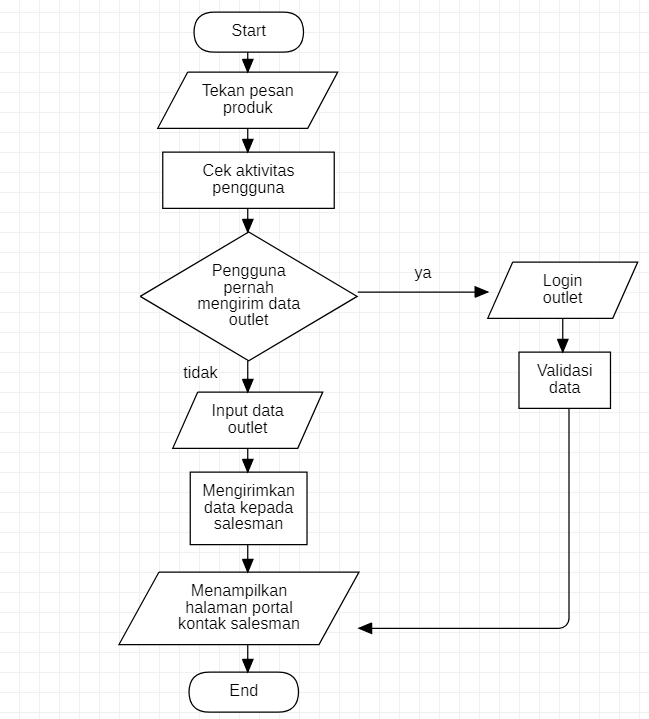 Start
Tekan pesan
produk
Cek aktivitas
pengguna
Pengguna
pernah
mengirim data
outlet
ya
Login
outlet
Validasi
data
tidak
Input data
outlet
Mengirimkan
data kepada
salesman
Menampilkan
halaman portal
kontak salesman
End